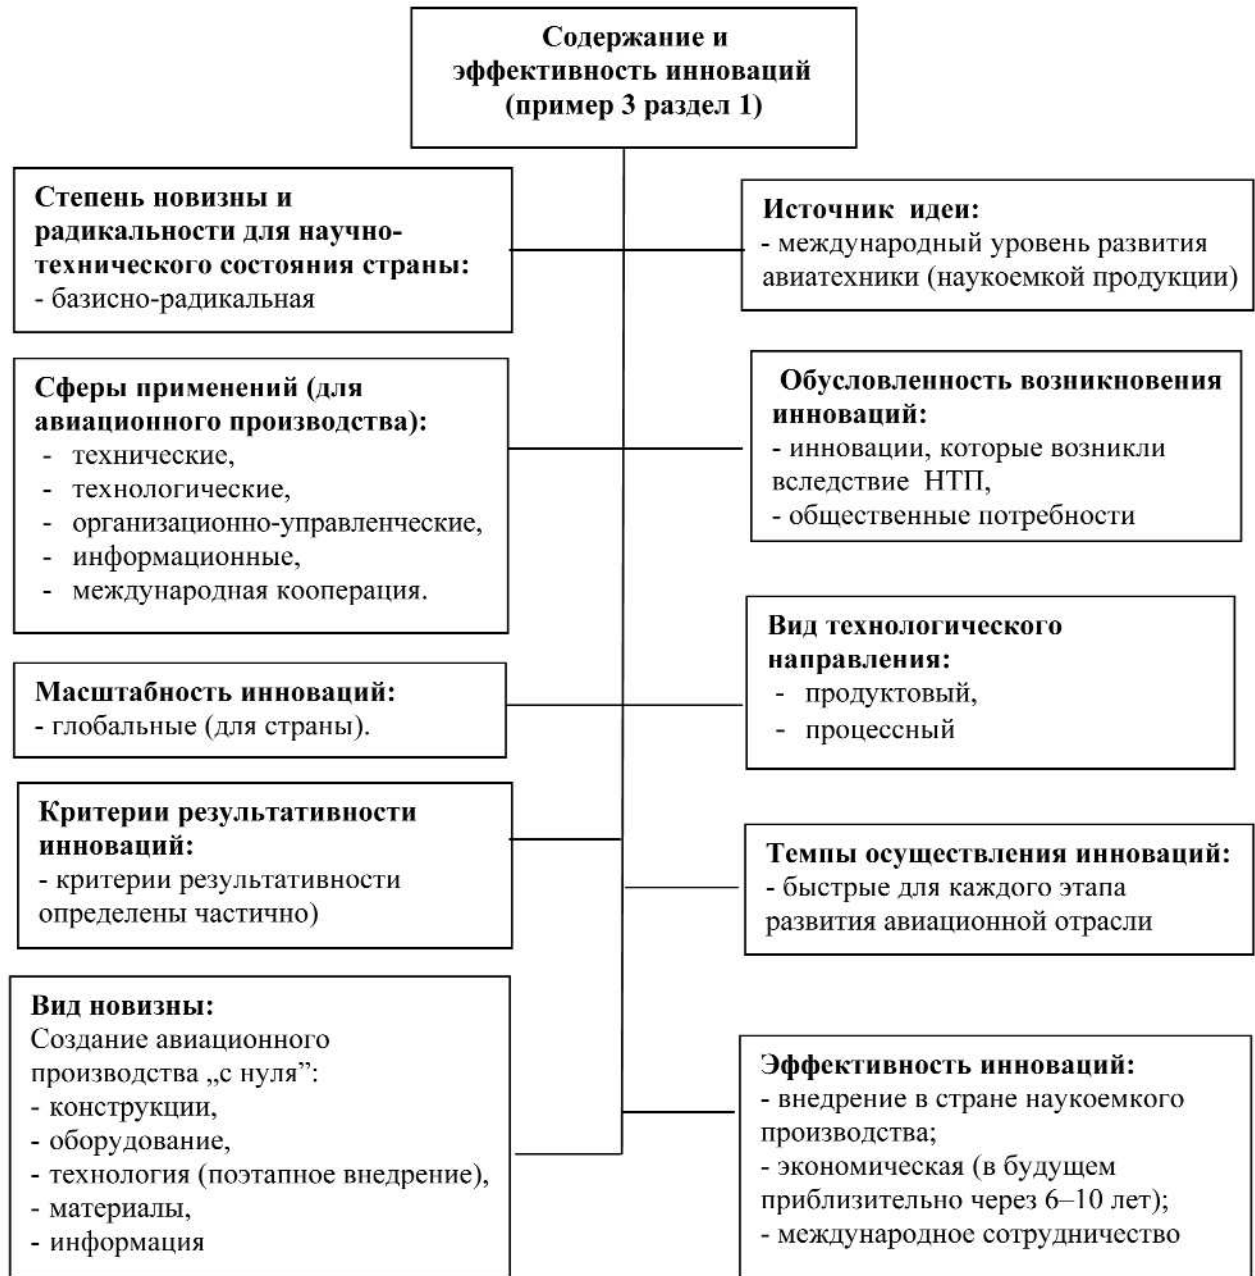 Содержание и
эффективность инноваций
(пример 3 раздел 1)
Степень новизны и
радикальности для научно-
технического состояния страны:
- базисно-радикальная
Источник идеи:
- международный уровень развития
авиатехники (наукоемкой продукции)
Сферы применений (для
авиационного производства):
- технические,
- технологические,
- организационно-управленческие,
- информационные,
- международная кооперация.
Обусловленность возникновения
инноваций:
- инновации, которые возникли
вследствие НТП,
- общественные потребности
Масштабность инноваций:
- глобальные (для страны).
Вид технологического
направления:
- продуктовый,
- процессный
Критерии результативности
инноваций:
- критерии результативности
определены частично)
Темпы осуществления инноваций:
- быстрые для каждого этапа
развития авиационной отрасли
Вид новизны:
Создание авиационного
производства „с нуля”:
- конструкции,
- оборудование,
- технология (поэтапное внедрение),
- материалы,
- информация
Эффективность инноваций:
- внедрение в стране наукоемкого
производства;
- экономическая (в будущем
приблизительно через 6–10 лет);
- международное сотрудничество